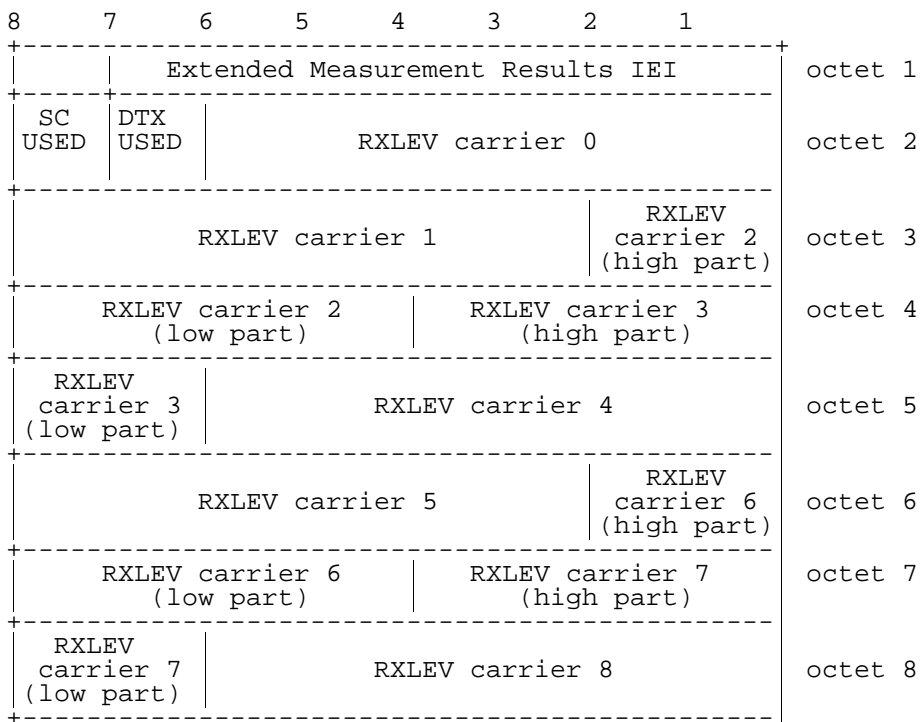 8 7 6 5 4 3 2 1
Extended Measurement Results IEI octet 1
SC DTX
USED USED RXLEV carrier 0 octet 2
RXLEV
RXLEV carrier 1 carrier 2 octet 3
(high part)
RXLEV carrier 2 RXLEV carrier 3 octet 4
(low part) (high part)
RXLEV
carrier 3 RXLEV carrier 4 octet 5
(low part)
RXLEV
RXLEV carrier 5 carrier 6 octet 6
(high part)
RXLEV carrier 6 RXLEV carrier 7 octet 7
(low part) (high part)
RXLEV
carrier 7 RXLEV carrier 8 octet 8
(low part)